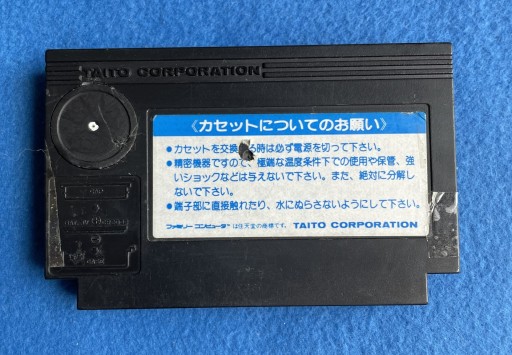 TAITO CORPORATION
《カセットについてのお願い》
●カセットを交換する時は必ず電源を切って下さい。
●精密機器ですので、極端な温度条件下での使用や保管、強
いショックなどは与えないで下さい。また、絶対に分解し
ないで下さい。
●端子部に直接触れたり、水にぬらさないようにして下さい。
ファミリーコンピュータは任天堂の商標です。 TAITO CORPORATION